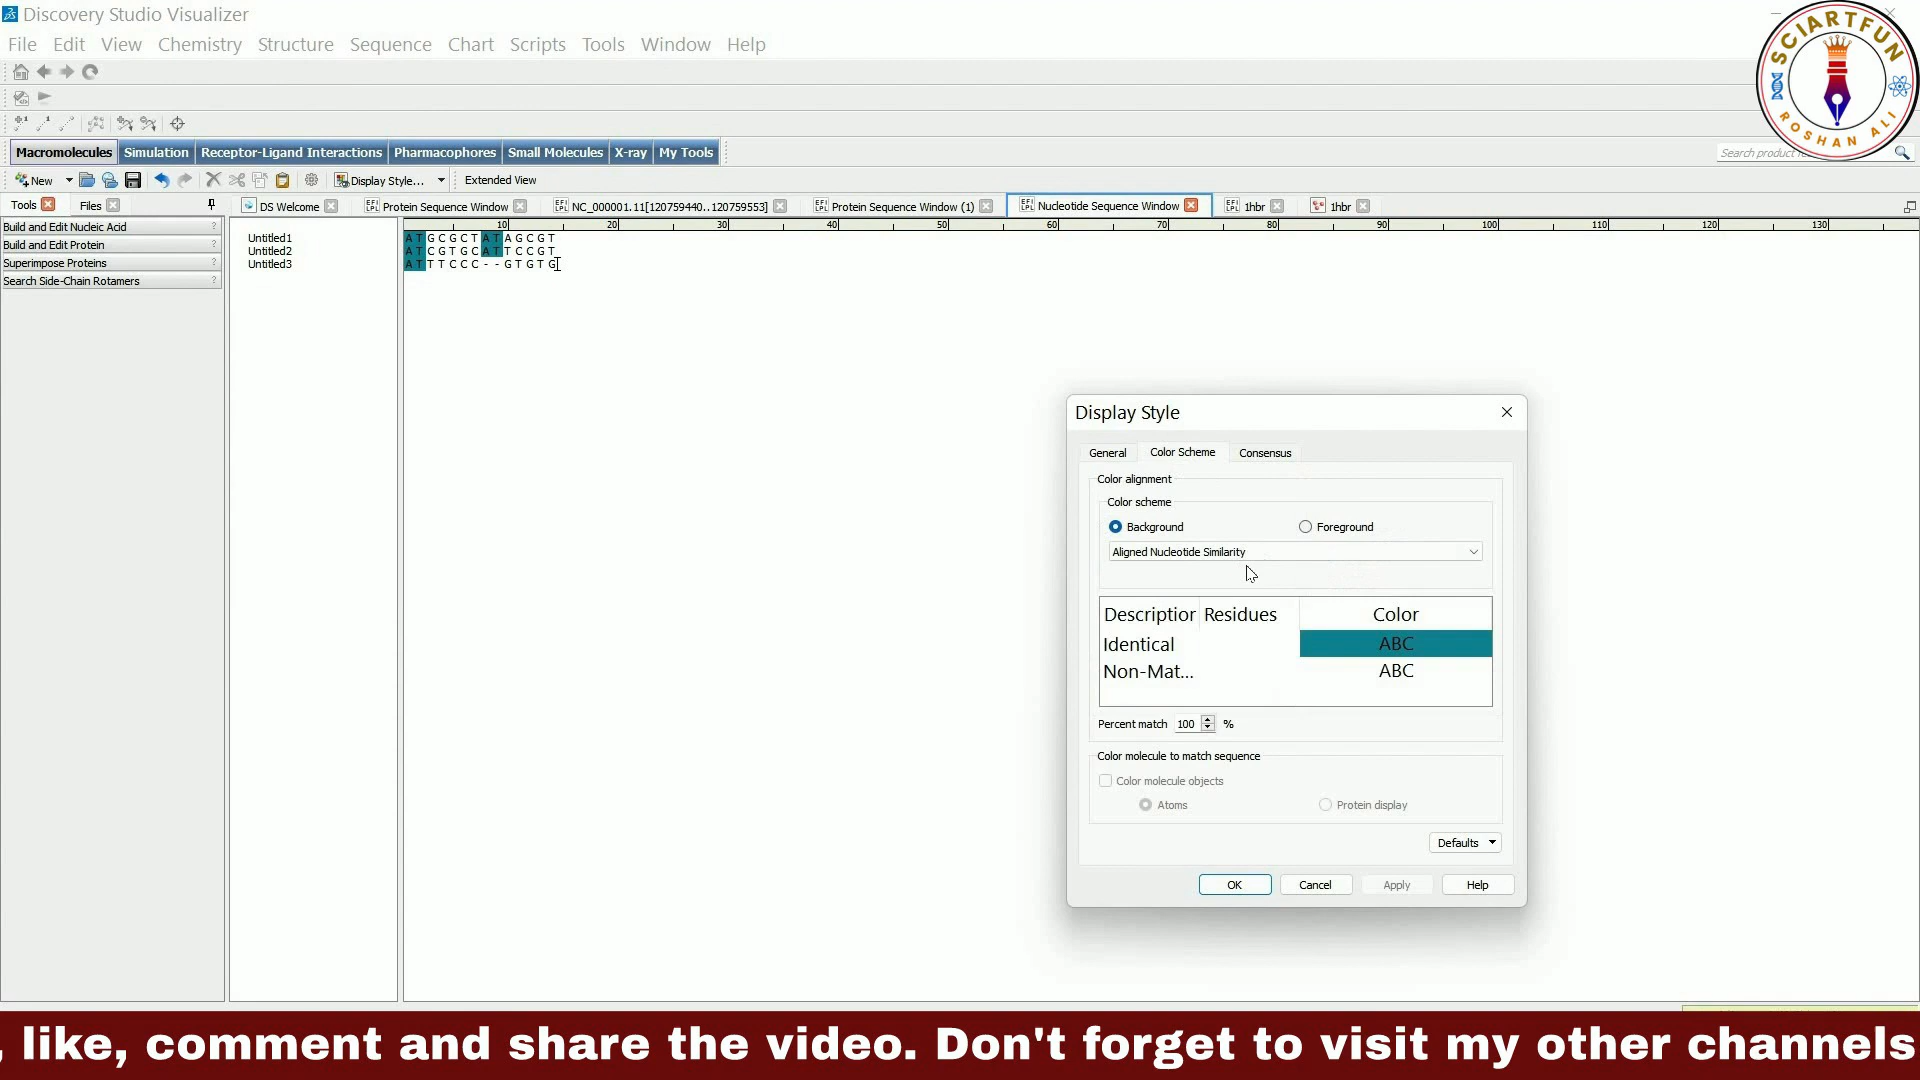 Discovery Studio Visualizer
File Edit View Chemistry Structure Sequence Chart Scripts Tools Window Help
SCIARTFUN
ROSHAN ALI
Macromolecules Simulation Receptor-Ligand Interactions Pharmacophores Small Molecules X-ray My Tools
Search product
New Display Style... Extended View
Tools Files DS Welcome Protein Sequence Window NC_000001.11[120759440..120759553] Protein Sequence Window (1) Nucleotide Sequence Window 1hbr 1hbr
10 20 30 40 50 60 70 80 90 100 110 120 130
Build and Edit Nucleic Acid ?
Build and Edit Protein ?
Superimpose Proteins ?
Search Side-Chain Rotamers ?
Untitled1 A T G C G C T A T A G C G T
Untitled2 A T C G T G C A T T C C G T
Untitled3 A T T T C C C - - G T G T G
Display Style
General Color Scheme Consensus
Color alignment
Color scheme
Background Foreground
Aligned Nucleotide Similarity
Description Residues Color
Identical ABC
Non-Mat... ABC
Percent match 100 %
Color molecule to match sequence
Color molecule objects
Atoms Protein display
Defaults
OK Cancel Apply Help
, like, comment and share the video. Don't forget to visit my other channels